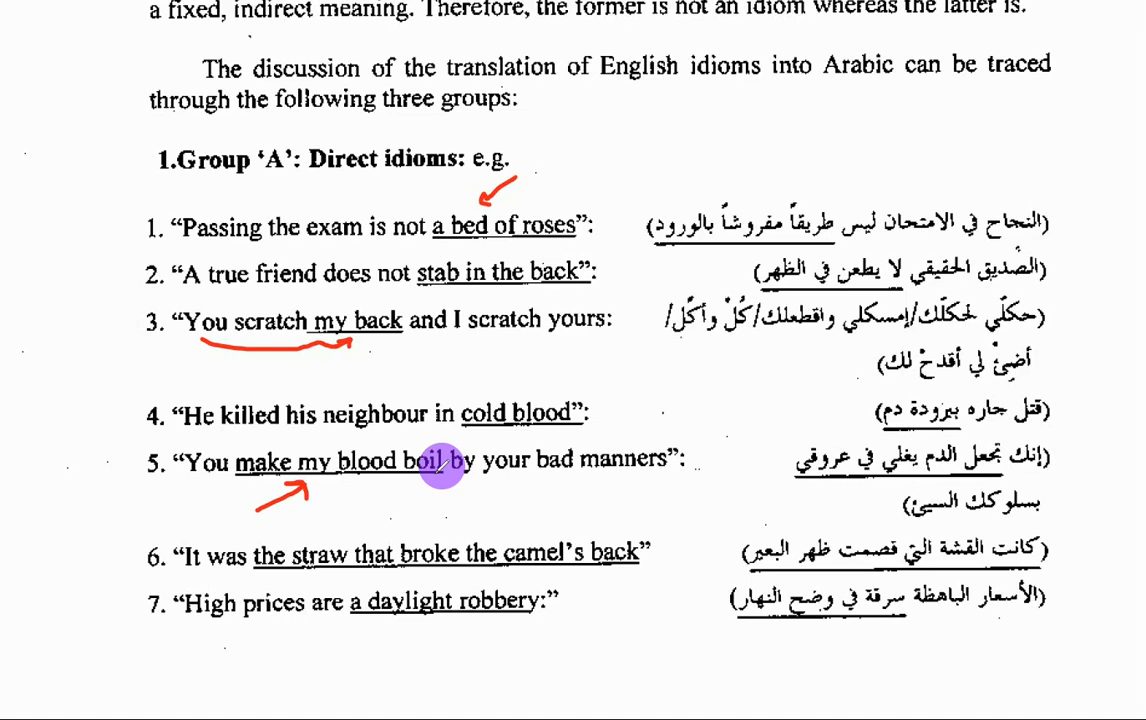 a fixed, indirect meaning. Therefore, the former is not an idiom whereas the latter is.
The discussion of the translation of English idioms into Arabic can be traced
through the following three groups:
1.Group ‘A’: Direct idioms: e.g.
1. “Passing the exam is not a bed of roses”: (النجاح في الامتحان ليس طريقاً مفروشاً بالورود)
2. “A true friend does not stab in the back”: (الصديق الحقيقي لا يطعن في الظهر)
3. “You scratch my back and I scratch yours: (حكلّي لحكلّك/إمسكلي واقطعلك/كُلْ وأكّل/
أضئْ لي أقدحْ لك)
4. “He killed his neighbour in cold blood”: (قتل جاره ببرودة دم)
5. “You make my blood boil by your bad manners”: (إنك تجعل الدم يغلي في عروقي
بسلوكك السيئ)
6. “It was the straw that broke the camel’s back” (كانت القشة التي قصمت ظهر البعير)
7. “High prices are a daylight robbery:” (الأسعار الباهظة سرقة في وضح النهار)